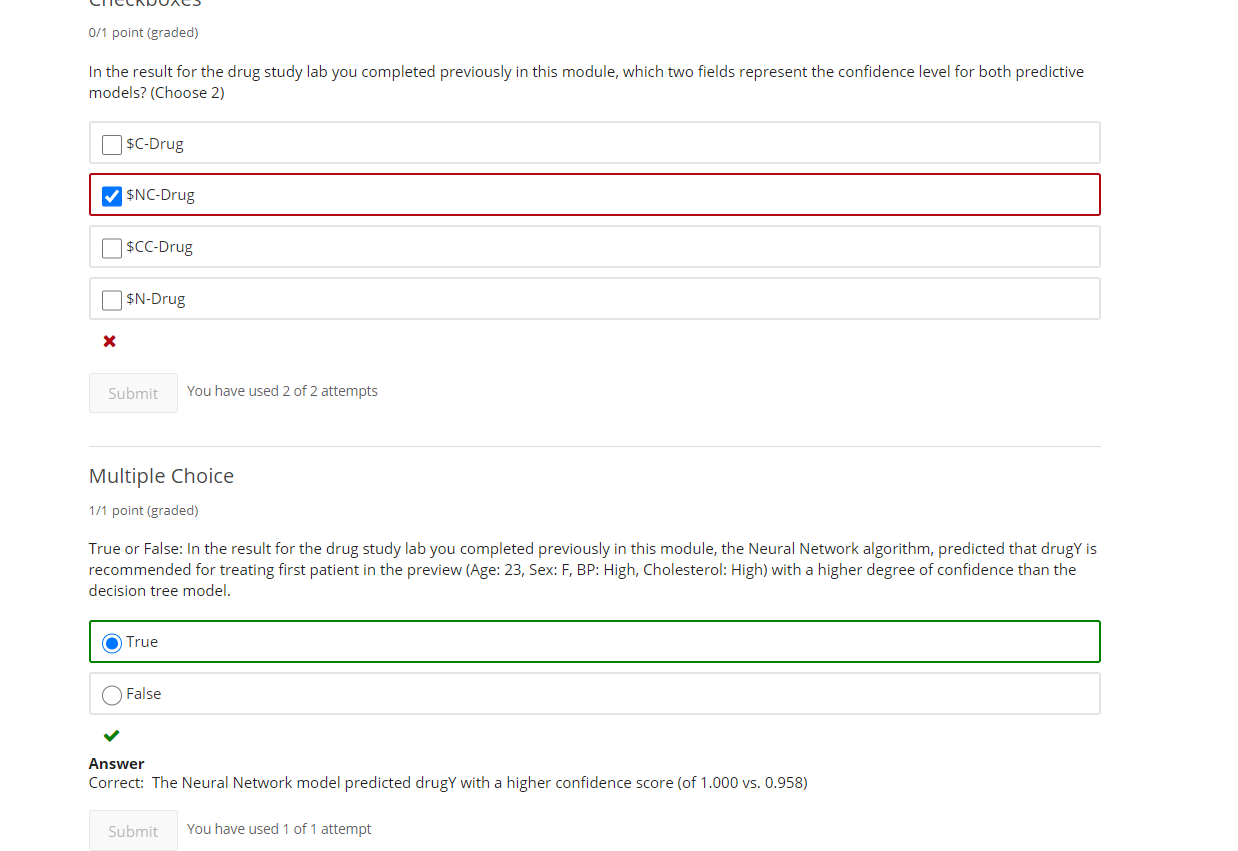 Checkboxes
0/1 point (graded)
In the result for the drug study lab you completed previously in this module, which two fields represent the confidence level for both predictive
models? (Choose 2)
$C-Drug
$NC-Drug
$CC-Drug
$N-Drug
Submit You have used 2 of 2 attempts
Multiple Choice
1/1 point (graded)
True or False: In the result for the drug study lab you completed previously in this module, the Neural Network algorithm, predicted that drugY is
recommended for treating first patient in the preview (Age: 23, Sex: F, BP: High, Cholesterol: High) with a higher degree of confidence than the
decision tree model.
True
False
Answer
Correct: The Neural Network model predicted drugY with a higher confidence score (of 1.000 vs. 0.958)
Submit You have used 1 of 1 attempt